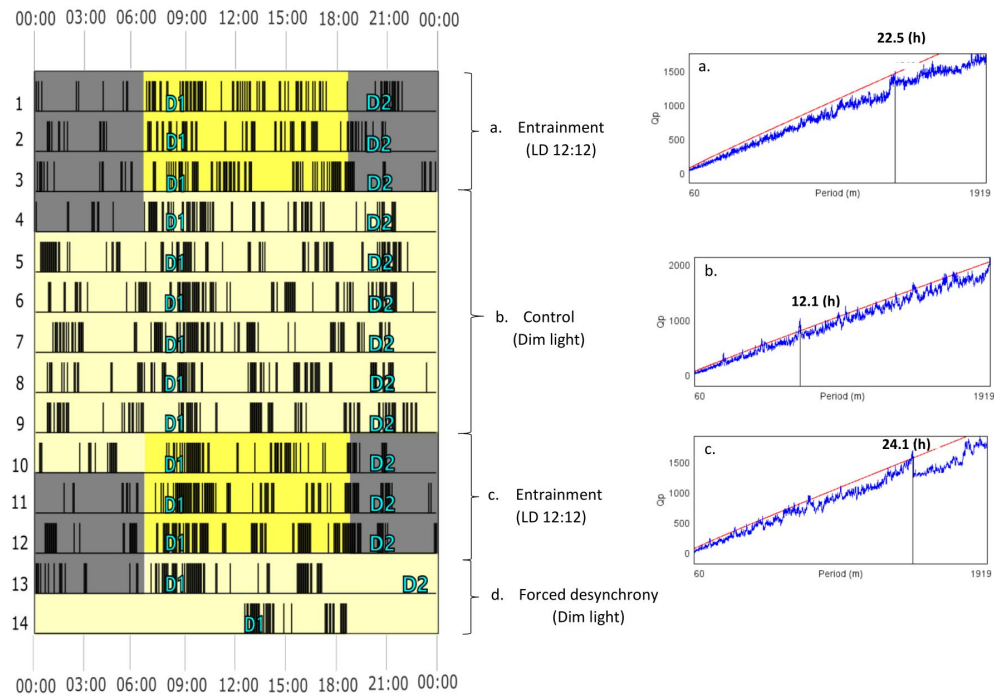 00:00 03:00 06:00 09:00 12:00 15:00 18:00 21:00 00:00
1 D1 D2
2 D1 D2
3 D1 D2
4 D1 D2
5 D1 D2
6 D1 D2
7 D1 D2
8 D1 D2
9 D1 D2
10 D1 D2
11 D1 D2
12 D1 D2
13 D1 D2
14 D1
00:00 03:00 06:00 09:00 12:00 15:00 18:00 21:00 00:00
a. Entrainment
(LD 12:12)
b. Control
(Dim light)
c. Entrainment
(LD 12:12)
d. Forced desynchrony
(Dim light)
22.5 (h)
a.
1500
1000
500
0
Qp
60 Period (m) 1919
b.
12.1 (h)
2000
1000
0
Qp
60 Period (m) 1919
c.
24.1 (h)
1500
1000
500
0
Qp
60 Period (m) 1919